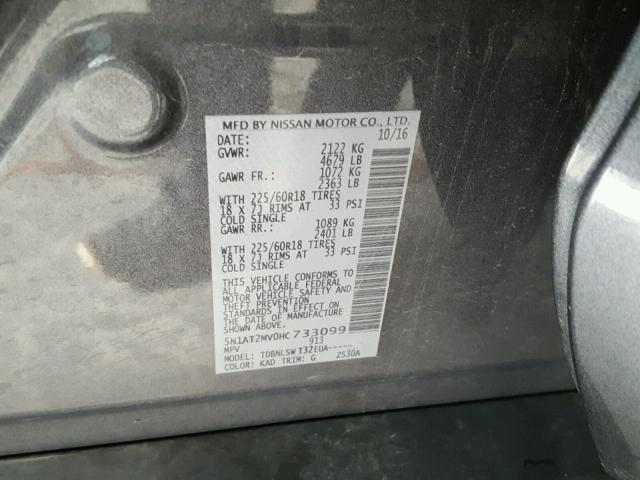 MFD BY NISSAN MOTOR CO., LTD.
DATE: 10/16
GVWR: 2122 KG
4679 LB
GAWR FR.: 1072 KG
2363 LB
WITH 225/60R18 TIRES
18 x 7J RIMS AT 33 PSI
COLD SINGLE
GAWR RR.: 1089 KG
2401 LB
WITH 225/60R18 TIRES
18 x 7J RIMS AT 33 PSI
COLD SINGLE
THIS VEHICLE CONFORMS TO
ALL APPLICABLE FEDERAL
MOTOR VEHICLE SAFETY AND
THEFT PREVENTION
STANDARDS IN EFFECT ON
THE DATE OF MANUFACTURE
SHOWN ABOVE.
5N1AT2MV0HC733099
MPV 913
MODEL: TDBNLSWT32EUA-----
COLOR: KAD TRIM: G 2S30A